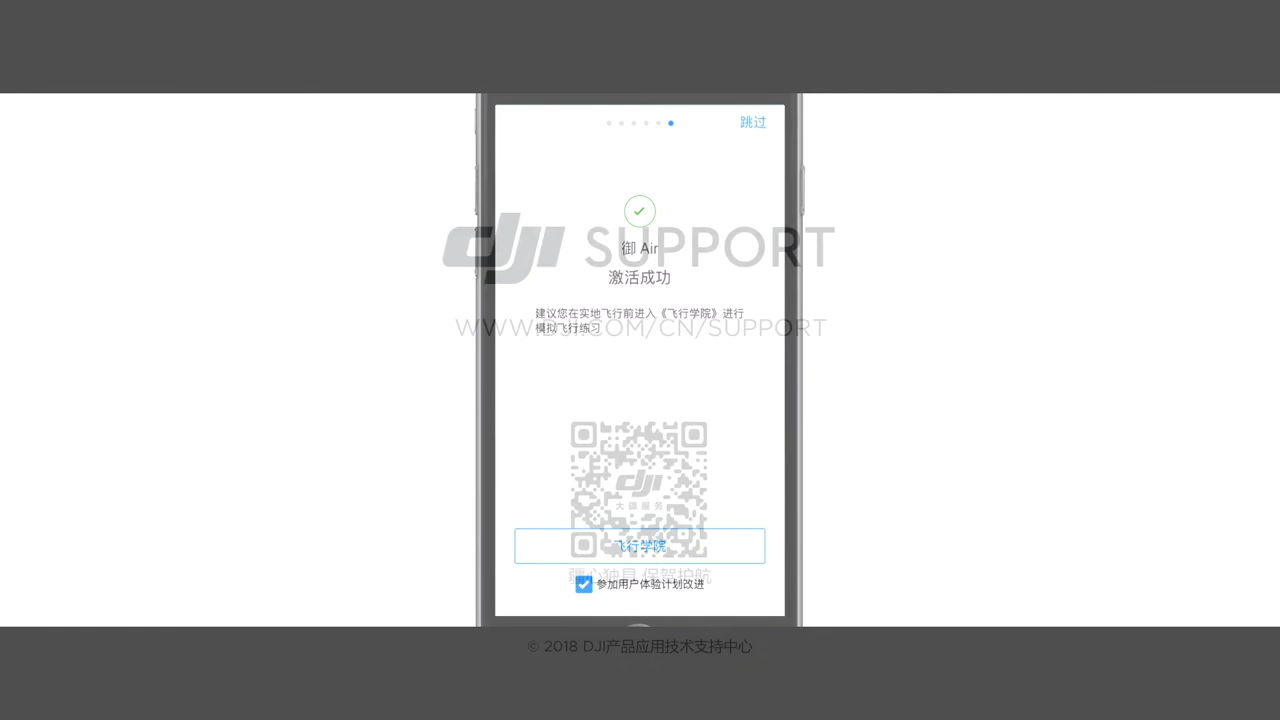 跳过
dji SUPPORT
御 Air
激活成功
建议您在实地飞行前进入《飞行学院》进行
模拟飞行练习
WWW.DJI.COM/CN/SUPPORT
dji
大疆服务
飞行学院
疆心独具 保驾护航
参加用户体验计划改进
© 2018 DJI产品应用技术支持中心